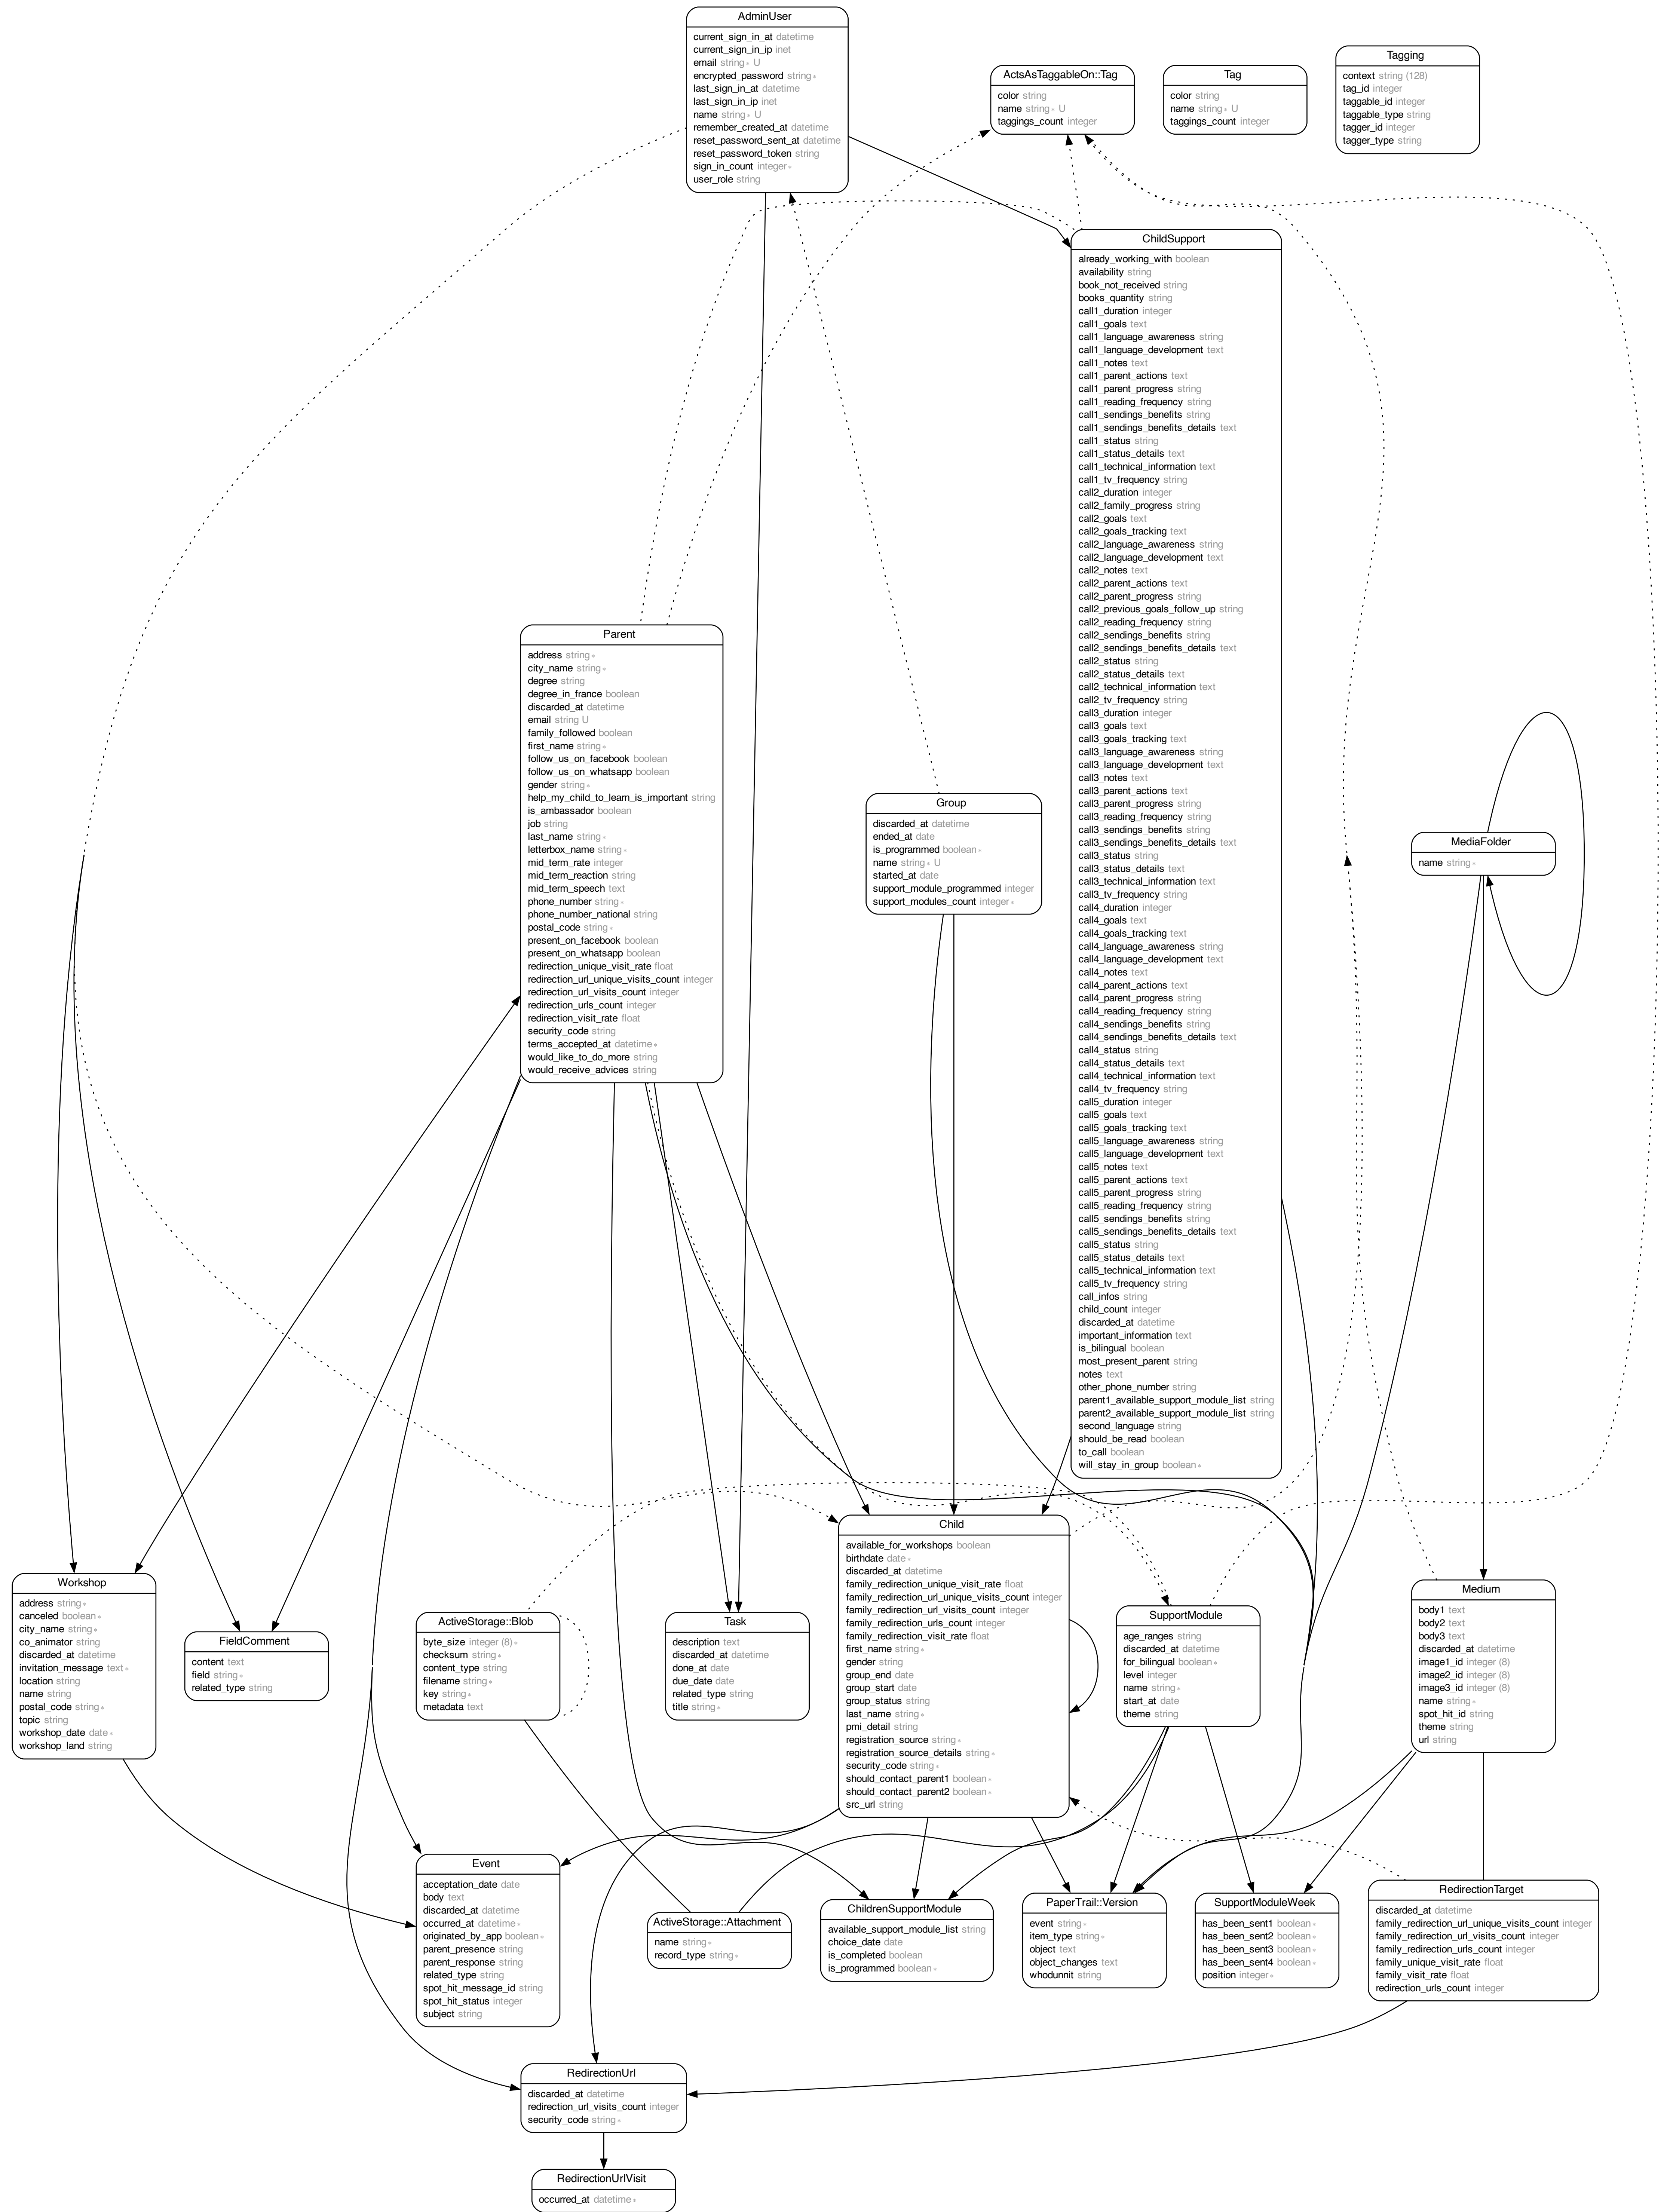 AdminUser
current_sign_in_at datetime
current_sign_in_ip inet
email string∗ U
encrypted_password string∗
last_sign_in_at datetime
last_sign_in_ip inet
name string∗ U
remember_created_at datetime
reset_password_sent_at datetime
reset_password_token string
sign_in_count integer∗
user_role string
ActsAsTaggableOn::Tag
color string
name string∗ U
taggings_count integer
Tag
color string
name string∗ U
taggings_count integer
Tagging
context string (128)
tag_id integer
taggable_id integer
taggable_type string
tagger_id integer
tagger_type string
ChildSupport
already_working_with boolean
availability string
book_not_received string
books_quantity string
call1_duration integer
call1_goals text
call1_language_awareness string
call1_language_development text
call1_notes text
call1_parent_actions text
call1_parent_progress string
call1_reading_frequency string
call1_sendings_benefits string
call1_sendings_benefits_details text
call1_status string
call1_status_details text
call1_technical_information text
call1_tv_frequency string
call2_duration integer
call2_family_progress string
call2_goals text
call2_goals_tracking text
call2_language_awareness string
call2_language_development text
call2_notes text
call2_parent_actions text
call2_parent_progress string
call2_previous_goals_follow_up string
call2_reading_frequency string
call2_sendings_benefits string
call2_sendings_benefits_details text
call2_status string
call2_status_details text
call2_technical_information text
call2_tv_frequency string
call3_duration integer
call3_goals text
call3_goals_tracking text
call3_language_awareness string
call3_language_development text
call3_notes text
call3_parent_actions text
call3_parent_progress string
call3_reading_frequency string
call3_sendings_benefits string
call3_sendings_benefits_details text
call3_status string
call3_status_details text
call3_technical_information text
call3_tv_frequency string
call4_duration integer
call4_goals text
call4_goals_tracking text
call4_language_awareness string
call4_language_development text
call4_notes text
call4_parent_actions text
call4_parent_progress string
call4_reading_frequency string
call4_sendings_benefits string
call4_sendings_benefits_details text
call4_status string
call4_status_details text
call4_technical_information text
call4_tv_frequency string
call5_duration integer
call5_goals text
call5_goals_tracking text
call5_language_awareness string
call5_language_development text
call5_notes text
call5_parent_actions text
call5_parent_progress string
call5_reading_frequency string
call5_sendings_benefits string
call5_sendings_benefits_details text
call5_status string
call5_status_details text
call5_technical_information text
call5_tv_frequency string
call_infos string
child_count integer
discarded_at datetime
important_information text
is_bilingual boolean
most_present_parent string
notes text
other_phone_number string
parent1_available_support_module_list string
parent2_available_support_module_list string
second_language string
should_be_read boolean
to_call boolean
will_stay_in_group boolean∗
Parent
address string∗
city_name string∗
degree string
degree_in_france boolean
discarded_at datetime
email string U
family_followed boolean
first_name string∗
follow_us_on_facebook boolean
follow_us_on_whatsapp boolean
gender string∗
help_my_child_to_learn_is_important string
is_ambassador boolean
job string
last_name string∗
letterbox_name string∗
mid_term_rate integer
mid_term_reaction string
mid_term_speech text
phone_number string∗
phone_number_national string
postal_code string∗
present_on_facebook boolean
present_on_whatsapp boolean
redirection_unique_visit_rate float
redirection_url_unique_visits_count integer
redirection_url_visits_count integer
redirection_urls_count integer
redirection_visit_rate float
security_code string
terms_accepted_at datetime∗
would_like_to_do_more string
would_receive_advices string
Group
discarded_at datetime
ended_at date
is_programmed boolean∗
name string∗ U
started_at date
support_module_programmed integer
support_modules_count integer∗
MediaFolder
name string∗
Workshop
address string∗
canceled boolean∗
city_name string∗
co_animator string
discarded_at datetime
invitation_message text∗
location string
name string
postal_code string∗
topic string
workshop_date date∗
workshop_land string
FieldComment
content text
field string∗
related_type string
ActiveStorage::Blob
byte_size integer (8)∗
checksum string∗
content_type string
filename string∗
key string∗
metadata text
Task
description text
discarded_at datetime
done_at date
due_date date
related_type string
title string∗
Child
available_for_workshops boolean
birthdate date∗
discarded_at datetime
family_redirection_unique_visit_rate float
family_redirection_url_unique_visits_count integer
family_redirection_url_visits_count integer
family_redirection_urls_count integer
family_redirection_visit_rate float
first_name string∗
gender string
group_end date
group_start date
group_status string
last_name string∗
pmi_detail string
registration_source string∗
registration_source_details string∗
security_code string∗
should_contact_parent1 boolean∗
should_contact_parent2 boolean∗
src_url string
SupportModule
age_ranges string
discarded_at datetime
for_bilingual boolean∗
level integer
name string∗
start_at date
theme string
Medium
body1 text
body2 text
body3 text
discarded_at datetime
image1_id integer (8)
image2_id integer (8)
image3_id integer (8)
name string∗
spot_hit_id string
theme string
url string
Event
acceptation_date date
body text
discarded_at datetime
occurred_at datetime∗
originated_by_app boolean∗
parent_presence string
parent_response string
related_type string
spot_hit_message_id string
spot_hit_status integer
subject string
ActiveStorage::Attachment
name string∗
record_type string∗
ChildrenSupportModule
available_support_module_list string
choice_date date
is_completed boolean
is_programmed boolean∗
PaperTrail::Version
event string∗
item_type string∗
object text
object_changes text
whodunnit string
SupportModuleWeek
has_been_sent1 boolean∗
has_been_sent2 boolean∗
has_been_sent3 boolean∗
has_been_sent4 boolean∗
position integer∗
RedirectionTarget
discarded_at datetime
family_redirection_url_unique_visits_count integer
family_redirection_url_visits_count integer
family_redirection_urls_count integer
family_unique_visit_rate float
family_visit_rate float
redirection_urls_count integer
RedirectionUrl
discarded_at datetime
redirection_url_visits_count integer
security_code string∗
RedirectionUrlVisit
occurred_at datetime∗